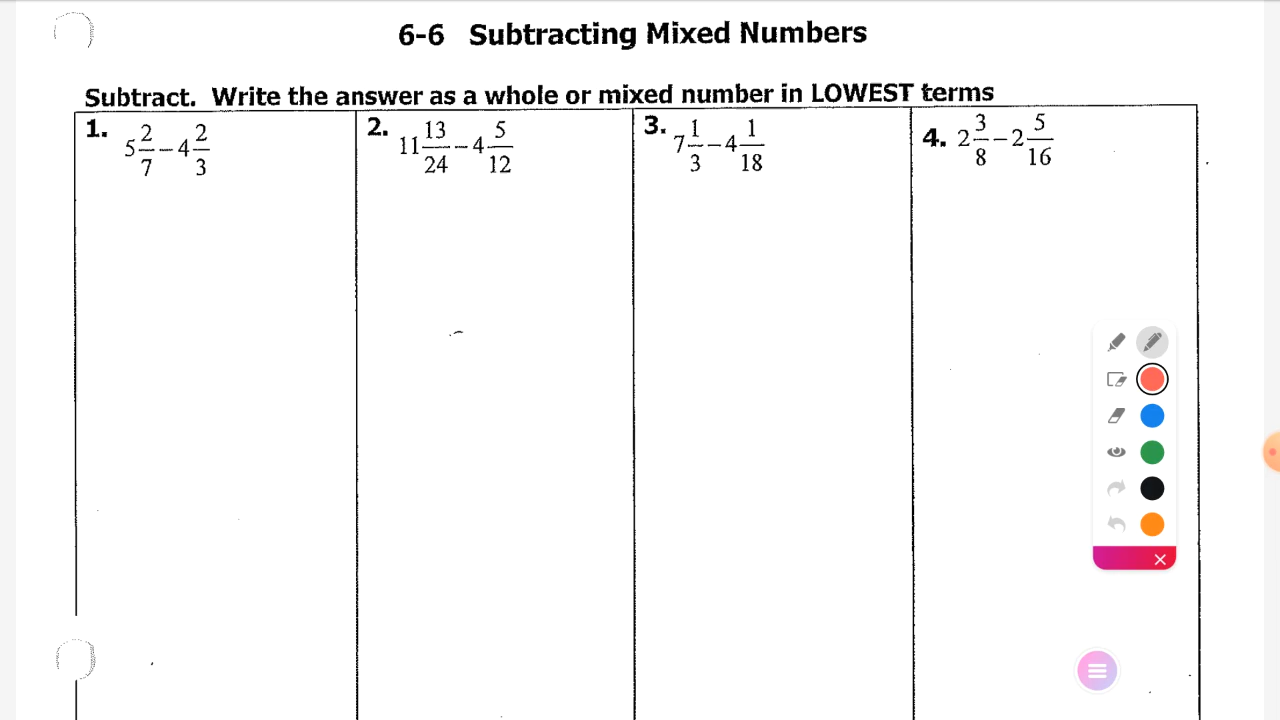 6-6 Subtracting Mixed Numbers
Subtract. Write the answer as a whole or mixed number in LOWEST terms
1. 5 2/7 − 4 2/3
2. 11 13/24 − 4 5/12
3. 7 1/3 − 4 1/18
4. 2 3/8 − 2 5/16